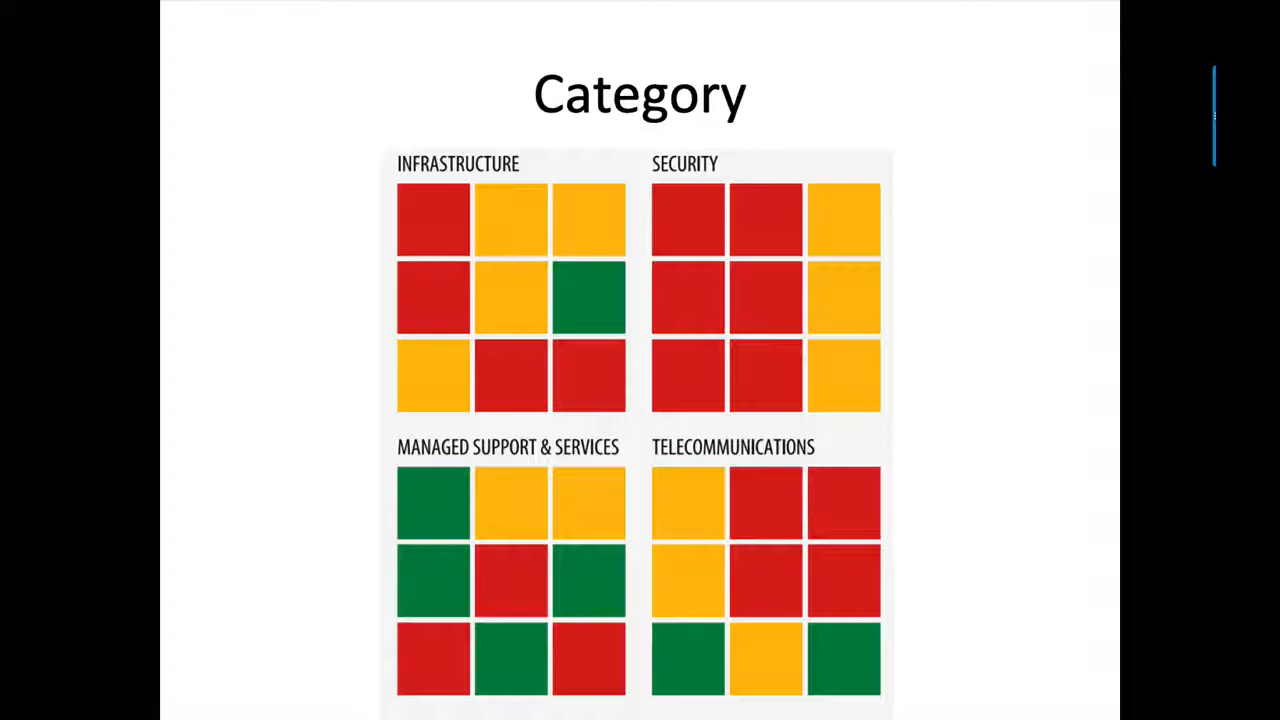 Category
INFRASTRUCTURE
SECURITY
MANAGED SUPPORT & SERVICES
TELECOMMUNICATIONS